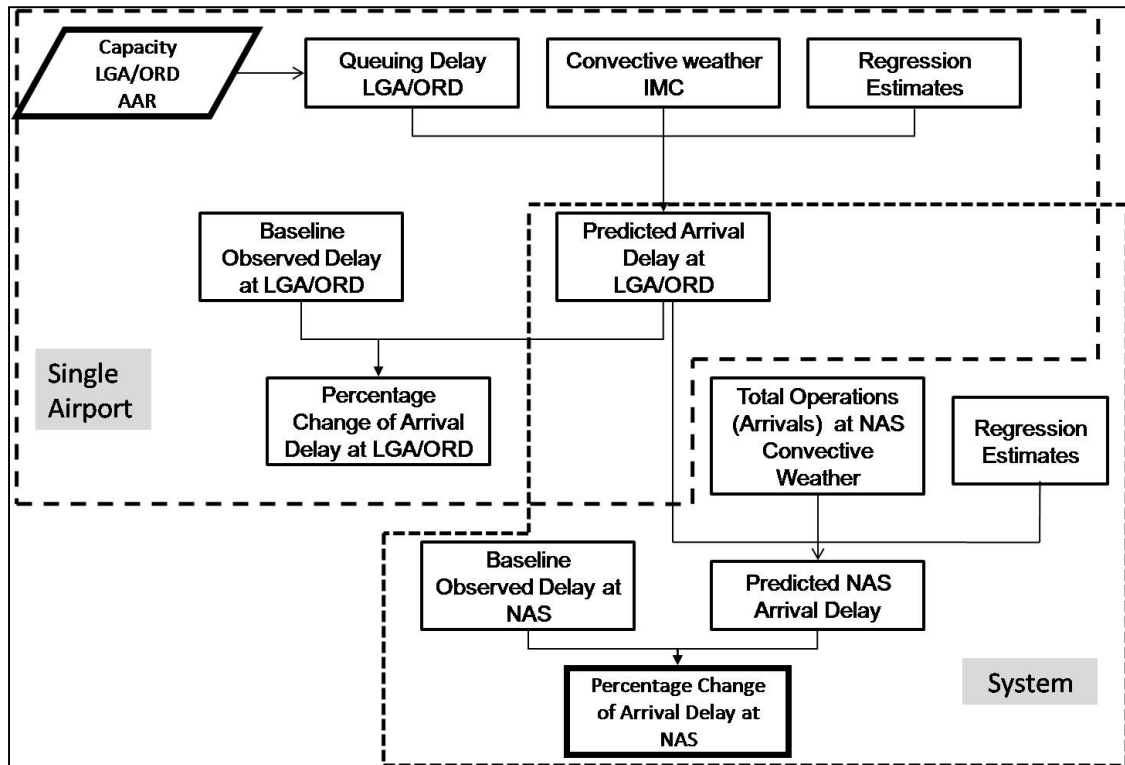 Capacity
LGA/ORD
AAR
Queuing Delay
LGA/ORD
Convective weather
IMC
Regression
Estimates
Baseline
Observed Delay
at LGA/ORD
Predicted Arrival
Delay at
LGA/ORD
Single
Airport
Percentage
Change of Arrival
Delay at LGA/ORD
Total Operations
(Arrivals) at NAS
Convective
Weather
Regression
Estimates
Baseline
Observed Delay at
NAS
Predicted NAS
Arrival Delay
Percentage Change
of Arrival Delay at
NAS
System